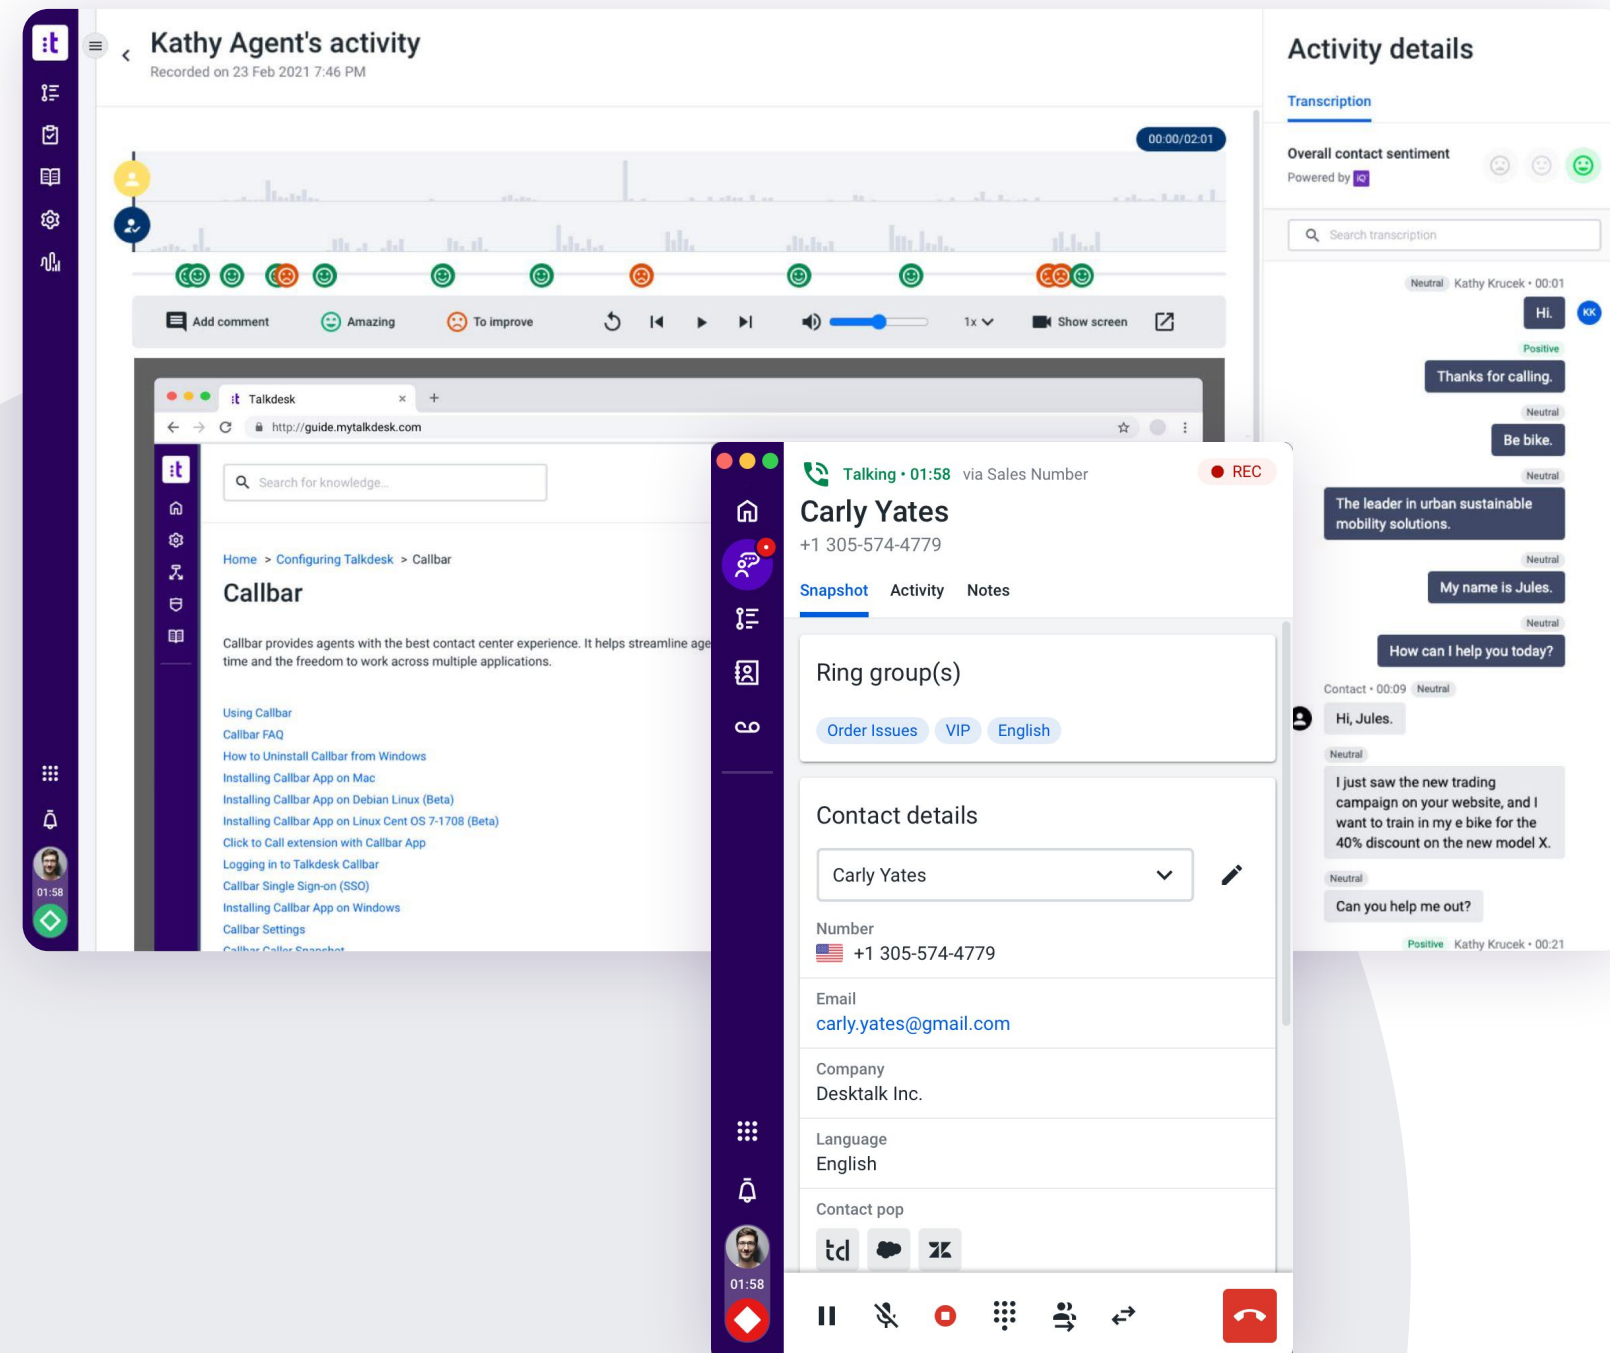 :t
Kathy Agent's activity
Recorded on 23 Feb 2021 7:46 PM
00:00/02:01
Add comment
Amazing
To improve
1x
Show screen
:t Talkdesk
http://guide.mytalkdesk.com
:t
Search for knowledge...
Home > Configuring Talkdesk > Callbar
Callbar
Callbar provides agents with the best contact center experience. It helps streamline age
time and the freedom to work across multiple applications.
Using Callbar
Callbar FAQ
How to Uninstall Callbar from Windows
Installing Callbar App on Mac
Installing Callbar App on Debian Linux (Beta)
Installing Callbar App on Linux Cent OS 7-1708 (Beta)
Click to Call extension with Callbar App
Logging in to Talkdesk Callbar
Callbar Single Sign-on (SSO)
Installing Callbar App on Windows
Callbar Settings
Callbar Caller Snapshot
01:58
Activity details
Transcription
Overall contact sentiment
Powered by IQ
Search transcription
Neutral Kathy Krucek • 00:01
Hi.
KK
Positive
Thanks for calling.
Neutral
Be bike.
Neutral
The leader in urban sustainable
mobility solutions.
Neutral
My name is Jules.
Neutral
How can I help you today?
Contact • 00:09 Neutral
Hi, Jules.
Neutral
I just saw the new trading
campaign on your website, and I
want to train in my e bike for the
40% discount on the new model X.
Neutral
Can you help me out?
Positive Kathy Krucek • 00:21
Talking • 01:58 via Sales Number
REC
Carly Yates
+1 305-574-4779
Snapshot Activity Notes
Ring group(s)
Order Issues VIP English
Contact details
Carly Yates
Number
+1 305-574-4779
Email
carly.yates@gmail.com
Company
Desktalk Inc.
Language
English
Contact pop
td
01:58